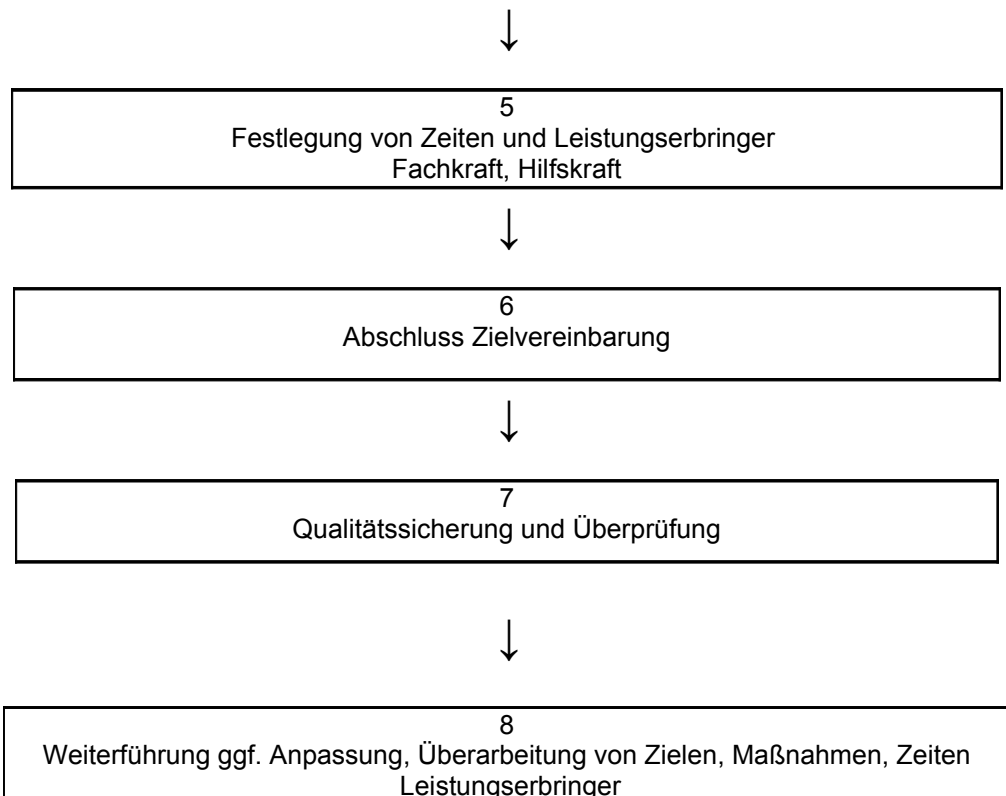 ↓
5
Festlegung von Zeiten und Leistungserbringer
Fachkraft, Hilfskraft
↓
6
Abschluss Zielvereinbarung
↓
7
Qualitätssicherung und Überprüfung
↓
8
Weiterführung ggf. Anpassung, Überarbeitung von Zielen, Maßnahmen, Zeiten
Leistungserbringer